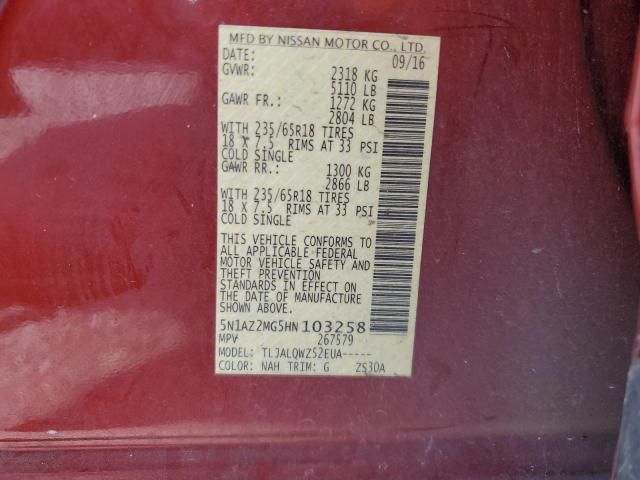 MFD BY NISSAN MOTOR CO., LTD.
DATE: 09/16
GVWR: 2318 KG
5110 LB
GAWR FR.: 1272 KG
2804 LB
WITH 235/65R18 TIRES
18 X 7.5 RIMS AT 33 PSI
COLD SINGLE
GAWR RR.: 1300 KG
2866 LB
WITH 235/65R18 TIRES
18 X 7.5 RIMS AT 33 PSI
COLD SINGLE
THIS VEHICLE CONFORMS TO
ALL APPLICABLE FEDERAL
MOTOR VEHICLE SAFETY AND
THEFT PREVENTION
STANDARDS IN EFFECT ON
THE DATE OF MANUFACTURE
SHOWN ABOVE.
5N1AZ2MG5HN103258
MPV 267579
MODEL: TLJALQWZS2EUA-----
COLOR: NAH TRIM: G ZS30A